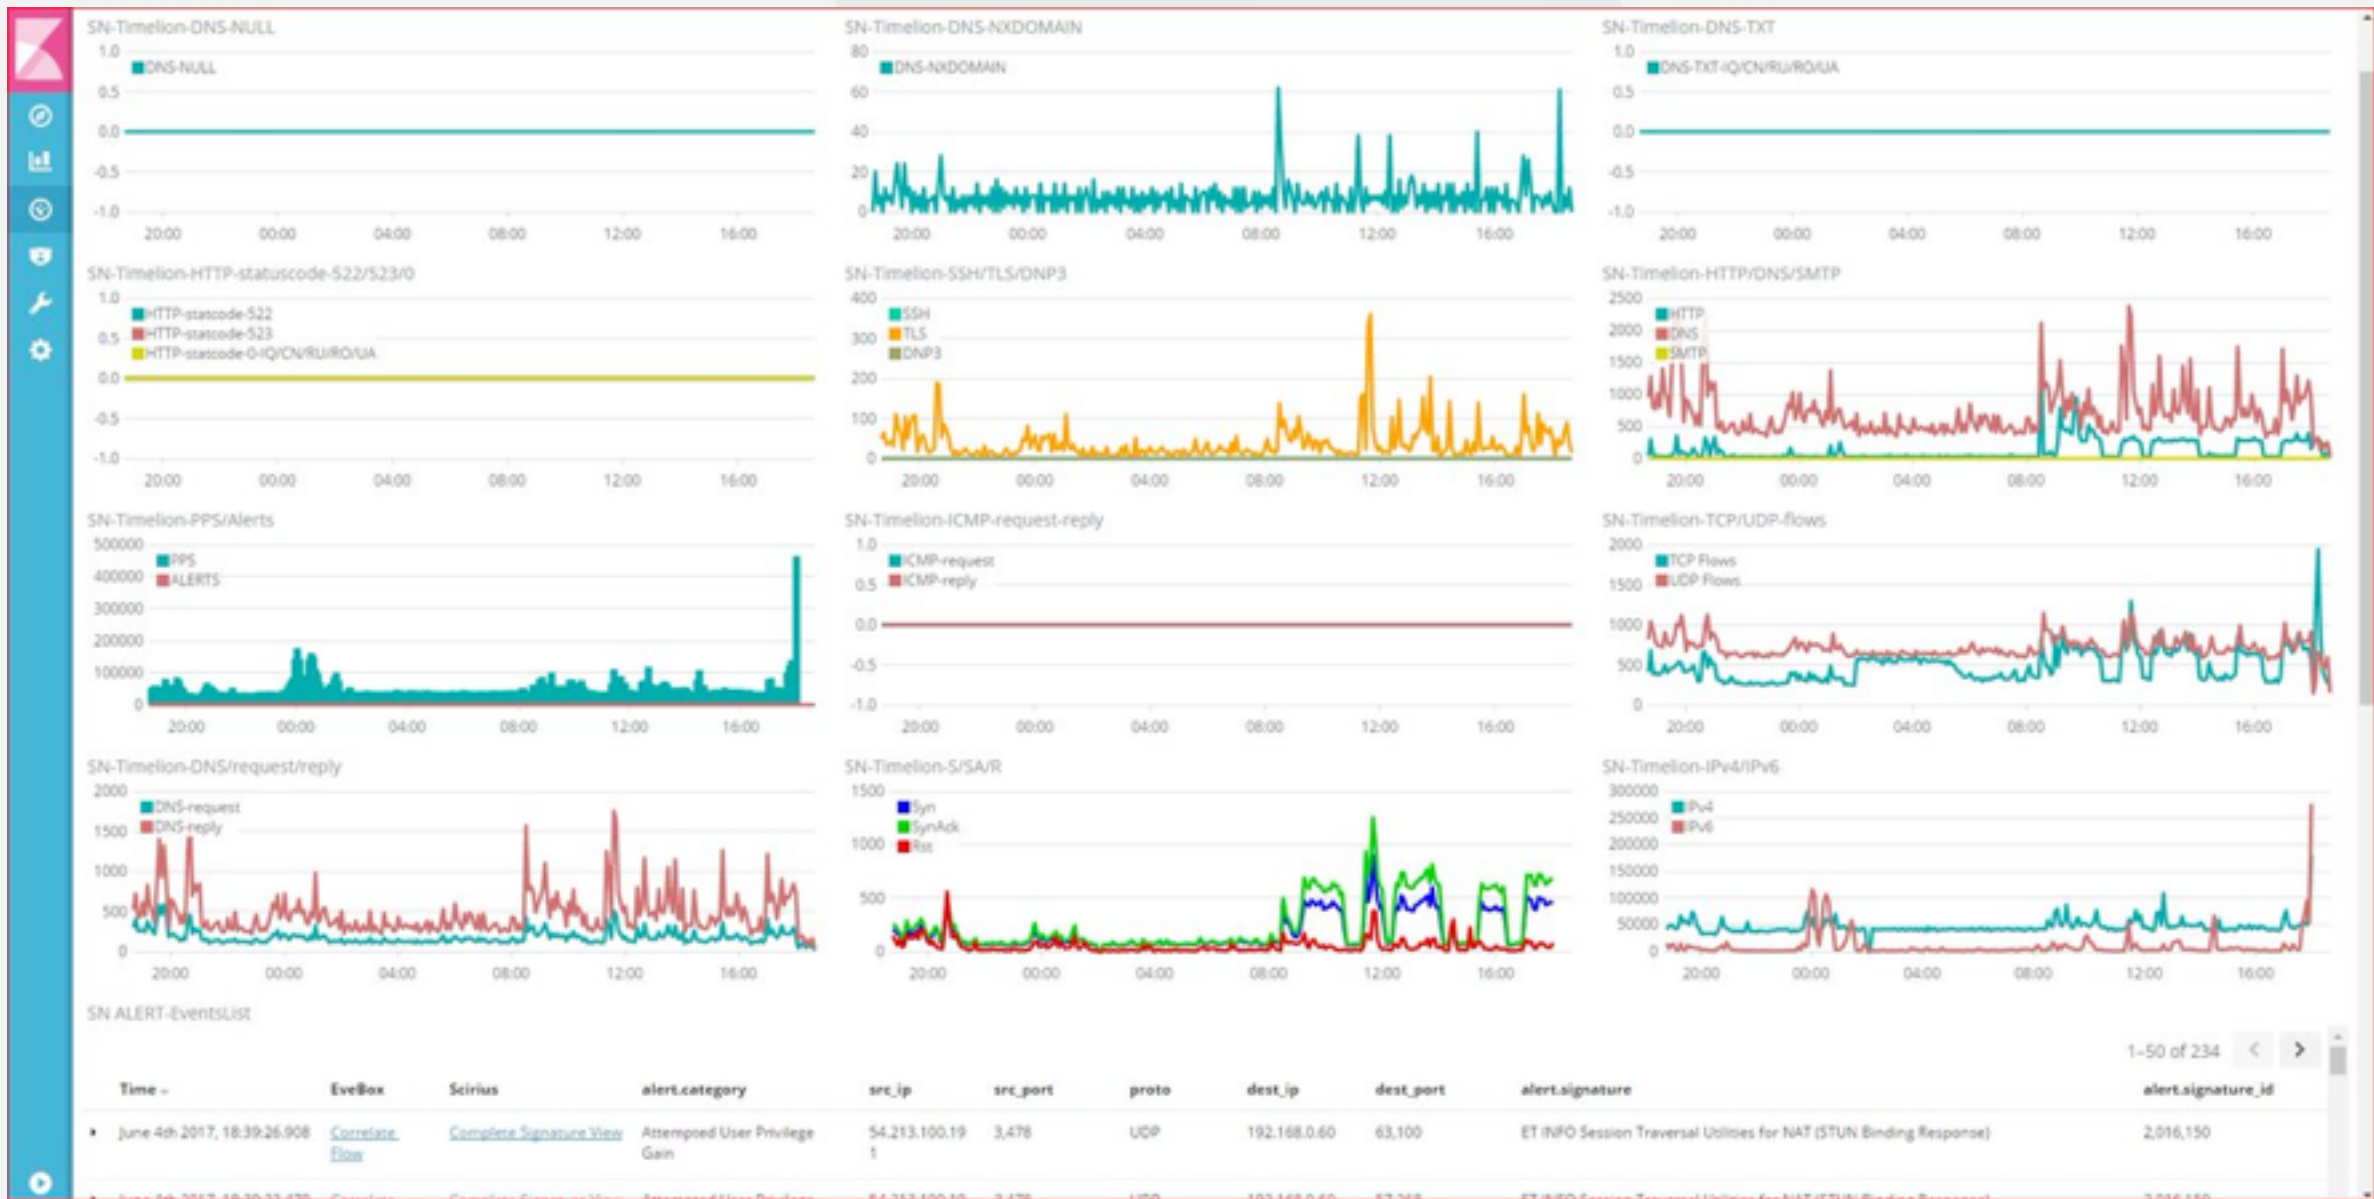 SN-Timelion-DNS-NULL
1.0
0.5
0.0
-0.5
-1.0
DNS-NULL
20:00 00:00 04:00 08:00 12:00 16:00
SN-Timelion-DNS-NXDOMAIN
80
60
40
20
0
DNS-NXDOMAIN
20:00 00:00 04:00 08:00 12:00 16:00
SN-Timelion-DNS-TXT
1.0
0.5
0.0
-0.5
-1.0
DNS-TXT-IQ/CN/RU/RO/UA
20:00 00:00 04:00 08:00 12:00 16:00
SN-Timelion-HTTP-statuscode-522/523/0
1.0
0.5
0.0
-0.5
-1.0
HTTP-statcode-522
HTTP-statcode-523
HTTP-statcode-0-IQ/CN/RU/RO/UA
20:00 00:00 04:00 08:00 12:00 16:00
SN-Timelion-SSH/TLS/DNP3
400
300
200
100
0
SSH
TLS
DNP3
20:00 00:00 04:00 08:00 12:00 16:00
SN-Timelion-HTTP/DNS/SMTP
2500
2000
1500
1000
500
0
HTTP
DNS
SMTP
20:00 00:00 04:00 08:00 12:00 16:00
SN-Timelion-PPS/Alerts
500000
400000
300000
200000
100000
0
PPS
ALERTS
20:00 00:00 04:00 08:00 12:00 16:00
SN-Timelion-ICMP-request-reply
1.0
0.5
0.0
-0.5
-1.0
ICMP-request
ICMP-reply
20:00 00:00 04:00 08:00 12:00 16:00
SN-Timelion-TCP/UDP-flows
2000
1500
1000
500
0
TCP Flows
UDP Flows
20:00 00:00 04:00 08:00 12:00 16:00
SN-Timelion-DNS/request/reply
2000
1500
1000
500
0
DNS-request
DNS-reply
20:00 00:00 04:00 08:00 12:00 16:00
SN-Timelion-S/SA/R
1500
1000
500
0
Syn
SynAck
Rst
20:00 00:00 04:00 08:00 12:00 16:00
SN-Timelion-IPv4/IPv6
300000
250000
200000
150000
100000
50000
0
IPv4
IPv6
20:00 00:00 04:00 08:00 12:00 16:00
SN ALERT-EventsList
1–50 of 234
Time EveBox Scirius alert.category src_ip src_port proto dest_ip dest_port alert.signature alert.signature_id
June 4th 2017, 18:39:26.908 Correlate Complete Signature View Attempted User Privilege 54.213.100.19 3,478 UDP 192.168.0.60 63,100 ET INFO Session Traversal Utilities for NAT (STUN Binding Response) 2,016,150
Flow Gain 1